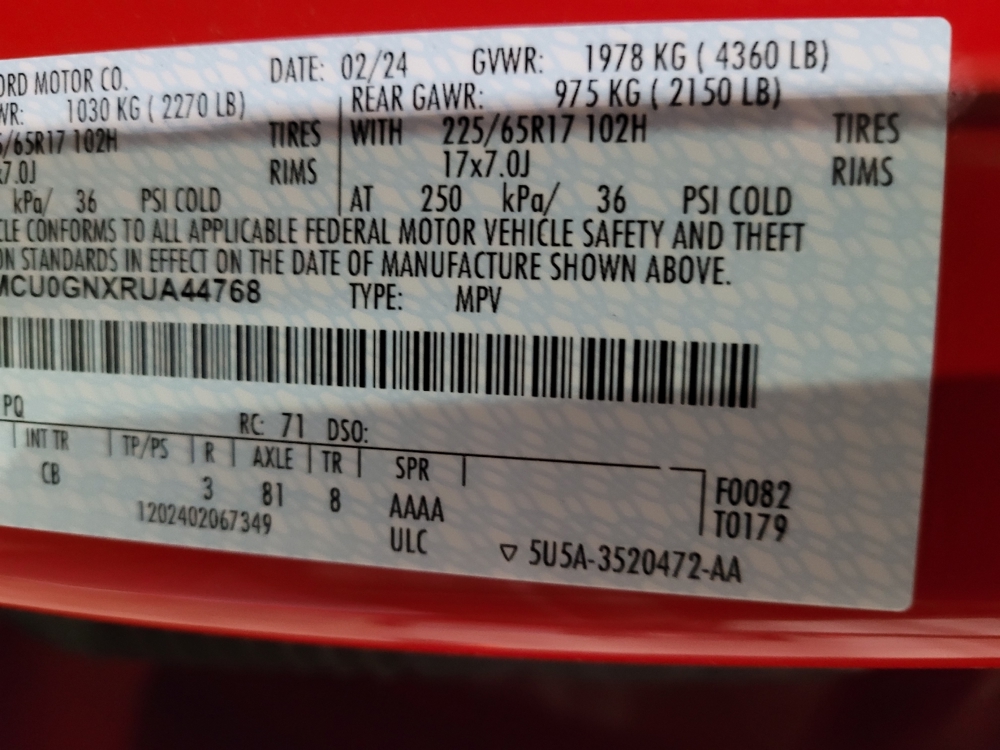 ORD MOTOR CO. DATE: 02/24 GVWR: 1978 KG ( 4360 LB)
WR: 1030 KG ( 2270 LB) REAR GAWR: 975 KG ( 2150 LB)
5/65R17 102H TIRES WITH 225/65R17 102H TIRES
x7.0J RIMS 17x7.0J RIMS
kPa/ 36 PSI COLD AT 250 kPa/ 36 PSI COLD
CLE CONFORMS TO ALL APPLICABLE FEDERAL MOTOR VEHICLE SAFETY AND THEFT
ON STANDARDS IN EFFECT ON THE DATE OF MANUFACTURE SHOWN ABOVE.
MCU0GNXRUA44768 TYPE: MPV
PQ RC: 71 DSO:
INT TR TP/PS R AXLE TR SPR
CB 3 81 8 AAAA F0082
1202402067349 ULC T0179
▽ 5U5A-3520472-AA